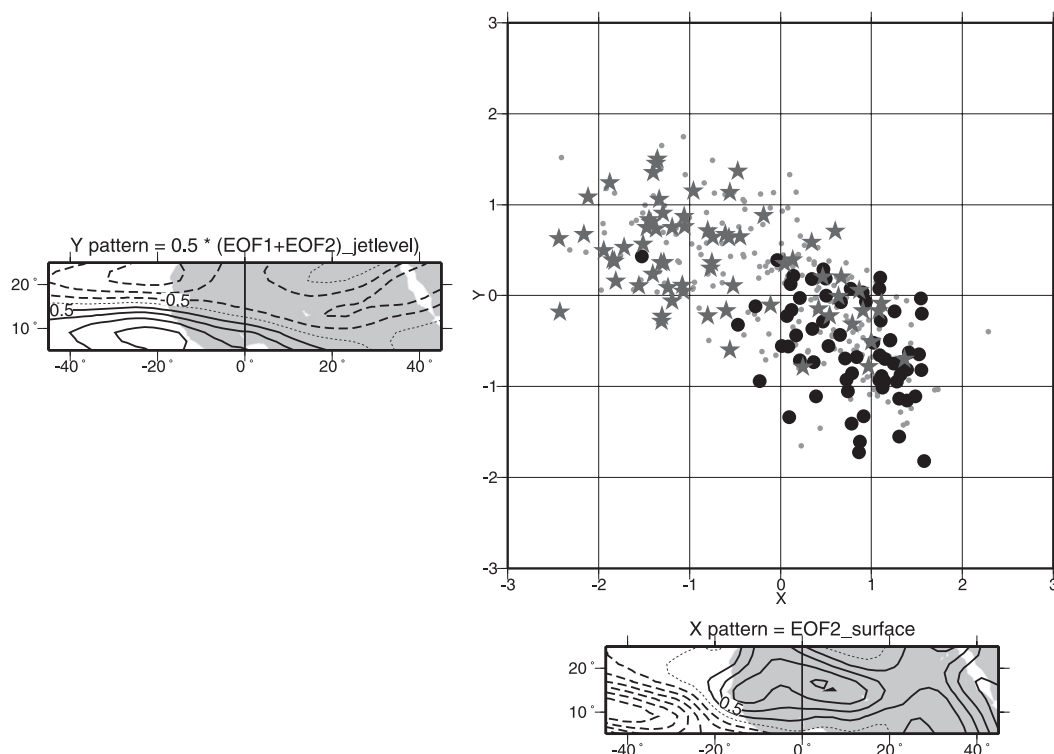 Y pattern = 0.5 * (EOF1+EOF2)_jetlevel)
20°
10°
0.5
-0.5
-40° -20° 0° 20° 40°
3
2
1
Y 0
-1
-2
-3
-3 -2 -1 0 1 2 3
X
X pattern = EOF2_surface
20°
10°
0.5
-40° -20° 0° 20° 40°